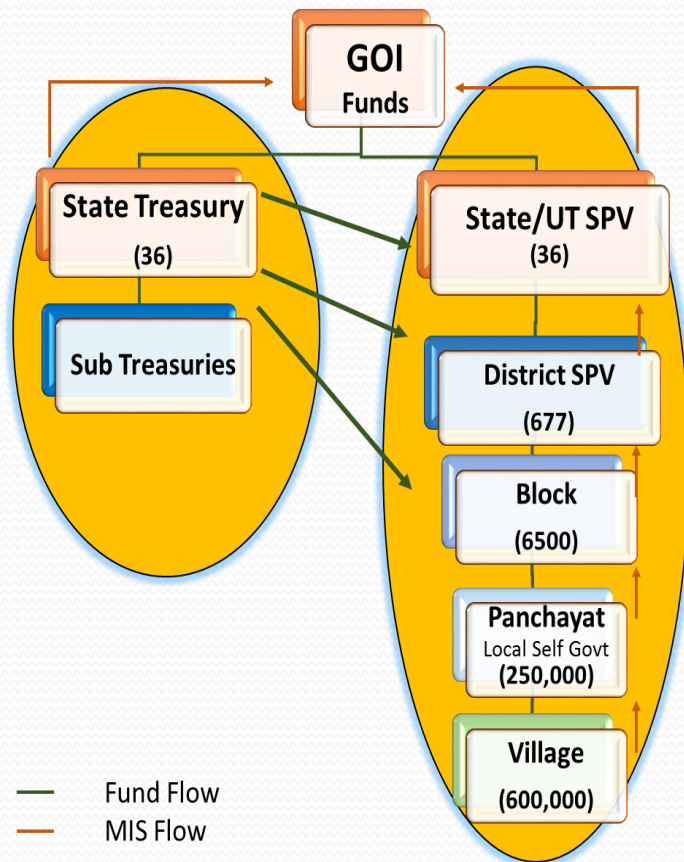 GOI
Funds
State Treasury
(36)
Sub Treasuries
State/UT SPV
(36)
District SPV
(677)
Block
(6500)
Panchayat
Local Self Govt
(250,000)
Village
(600,000)
Fund Flow
MIS Flow